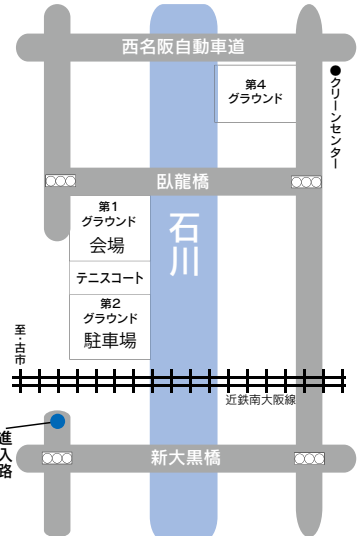 西名阪自動車道
第4
グラウンド
●クリーンセンター
臥龍橋
第1
グラウンド
会場
石川
テニスコート
第2
グラウンド
駐車場
至・古市
近鉄南大阪線
進入路
新大黒橋